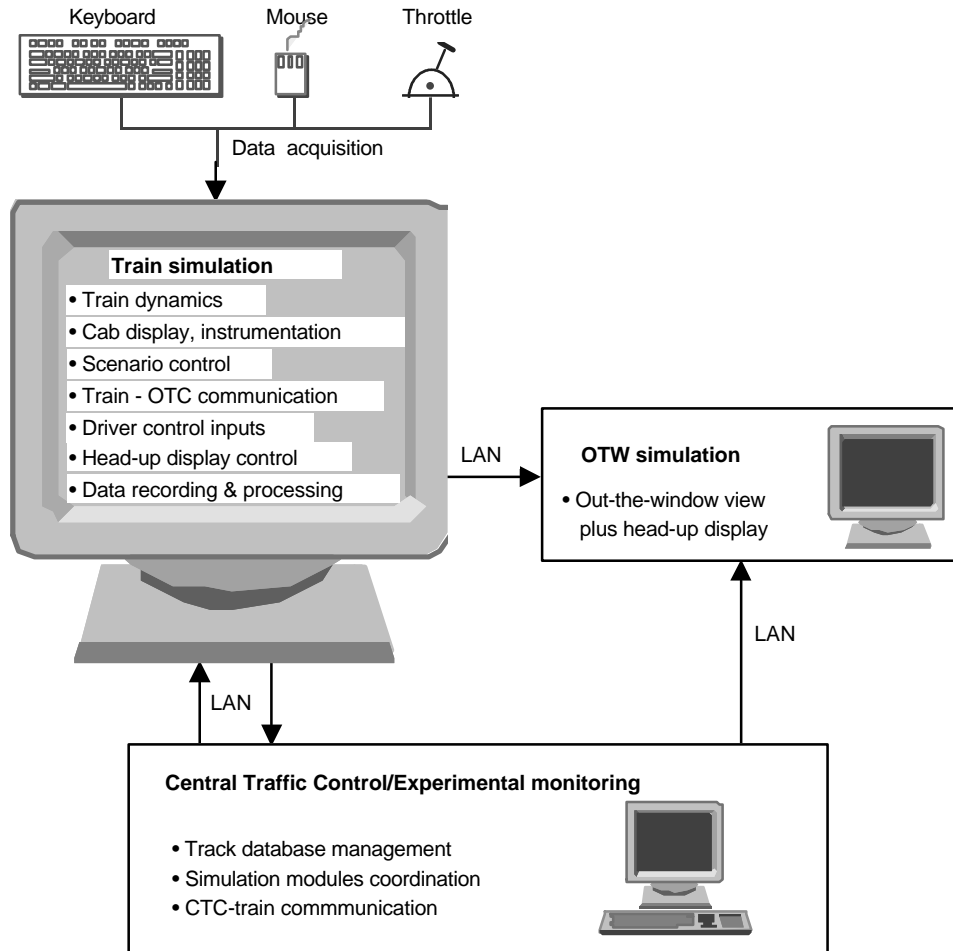 Keyboard
Mouse
Throttle
Data acquisition
Train simulation
• Train dynamics
• Cab display, instrumentation
• Scenario control
• Train - OTC communication
• Driver control inputs
• Head-up display control
• Data recording & processing
LAN
OTW simulation
• Out-the-window view
plus head-up display
LAN
LAN
Central Traffic Control/Experimental monitoring
• Track database management
• Simulation modules coordination
• CTC-train commmunication